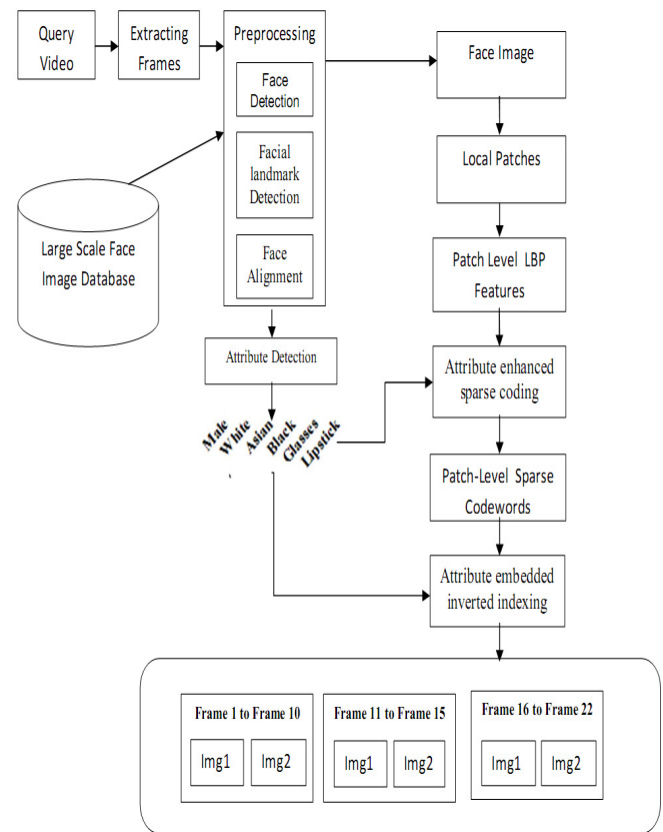 Query
Video
Extracting
Frames
Preprocessing
Face
Detection
Facial
landmark
Detection
Face
Alignment
Large Scale Face
Image Database
Attribute Detection
Male
White
Asian
Black
Glasses
Lipstick
Face Image
Local Patches
Patch Level LBP
Features
Attribute enhanced
sparse coding
Patch-Level Sparse
Codewords
Attribute embedded
inverted indexing
Frame 1 to Frame 10
Img1
Img2
Frame 11 to Frame 15
Img1
Img2
Frame 16 to Frame 22
Img1
Img2